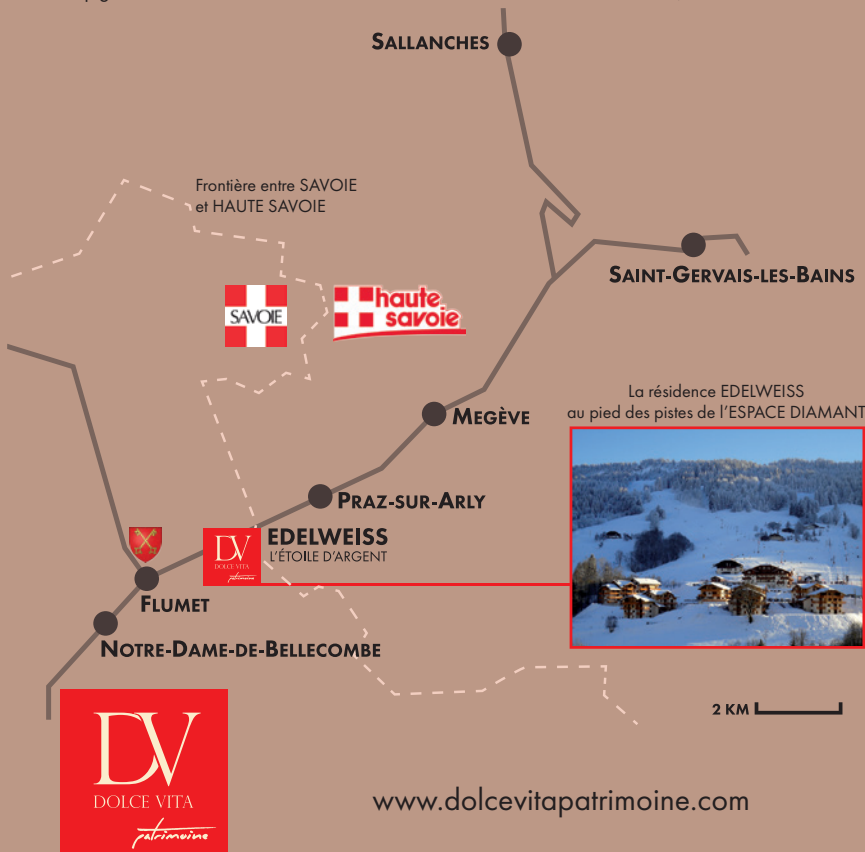 SALLANCHES
Frontière entre SAVOIE
et HAUTE SAVOIE
SAINT-GERVAIS-LES-BAINS
SAVOIE
haute
savoie
La résidence EDELWEISS
au pied des pistes de l'ESPACE DIAMANT
MEGÈVE
PRAZ-SUR-ARLY
DV
DOLCE VITA
patrimoine
EDELWEISS
L'ÉTOILE D'ARGENT
FLUMET
NOTRE-DAME-DE-BELLECOMBE
2 KM
DV
DOLCE VITA
patrimoine
www.dolcevitapatrimoine.com